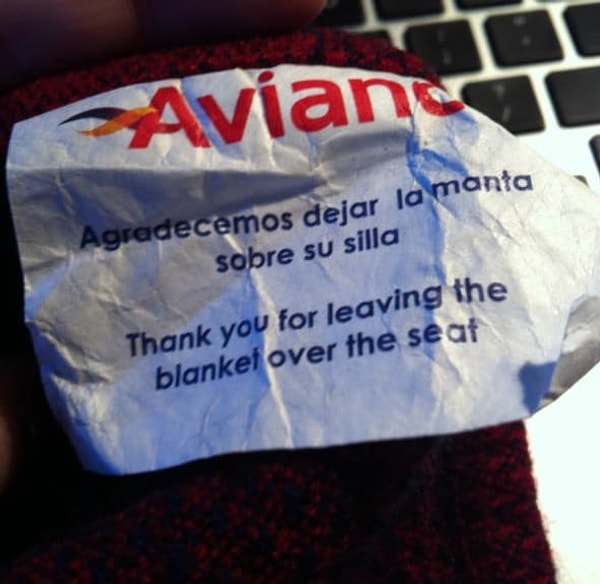 Avianc
Agradecemos dejar la manta
sobre su silla
Thank you for leaving the
blanket over the seat